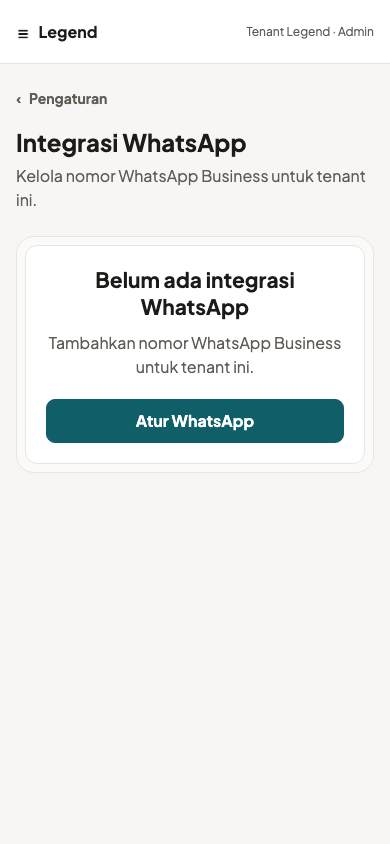 ≡ Legend
Tenant Legend · Admin
‹ Pengaturan
Integrasi WhatsApp
Kelola nomor WhatsApp Business untuk tenant
ini.
Belum ada integrasi
WhatsApp
Tambahkan nomor WhatsApp Business
untuk tenant ini.
Atur WhatsApp